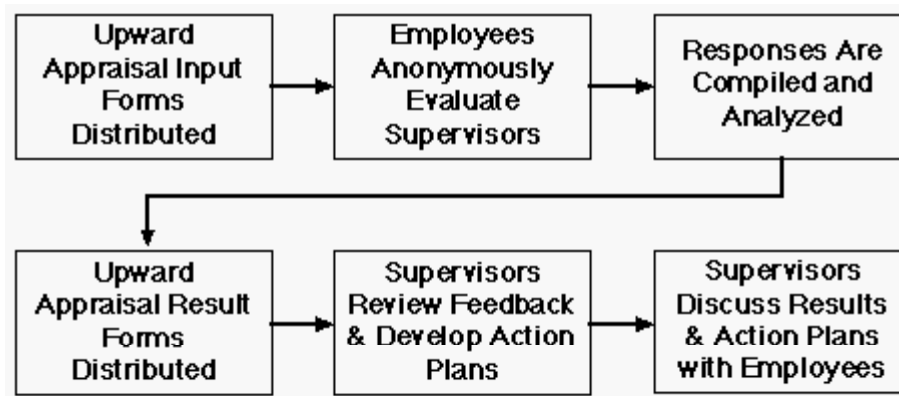 Upward
Appraisal Input
Forms
Distributed
Employees
Anonymously
Evaluate
Supervisors
Responses Are
Compiled and
Analyzed
Upward
Appraisal Result
Forms
Distributed
Supervisors
Review Feedback
& Develop Action
Plans
Supervisors
Discuss Results
& Action Plans
with Employees